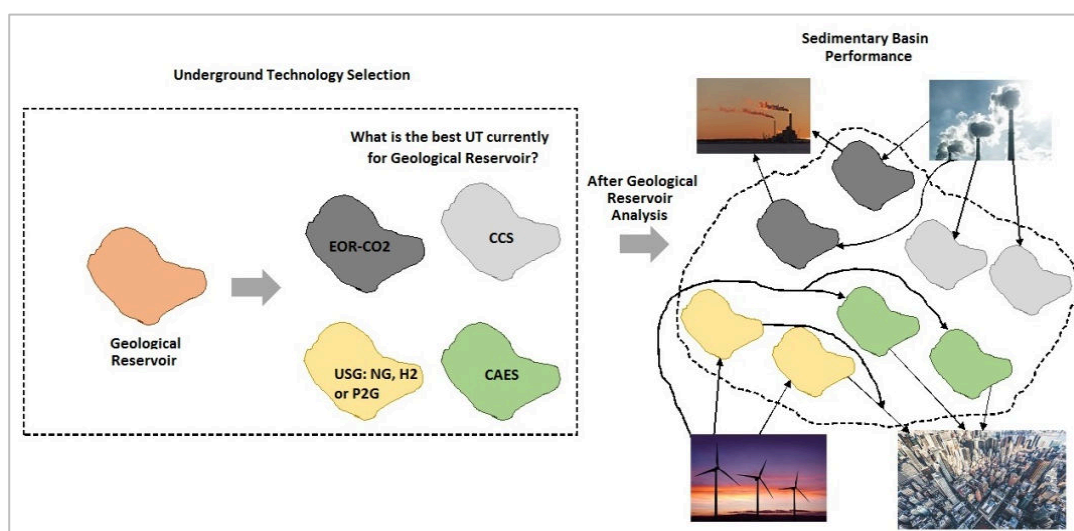 Underground Technology Selection
What is the best UT currently
for Geological Reservoir?
EOR-CO2
CCS
Geological
Reservoir
USG: NG, H2
or P2G
CAES
After Geological
Reservoir
Analysis
Sedimentary Basin
Performance